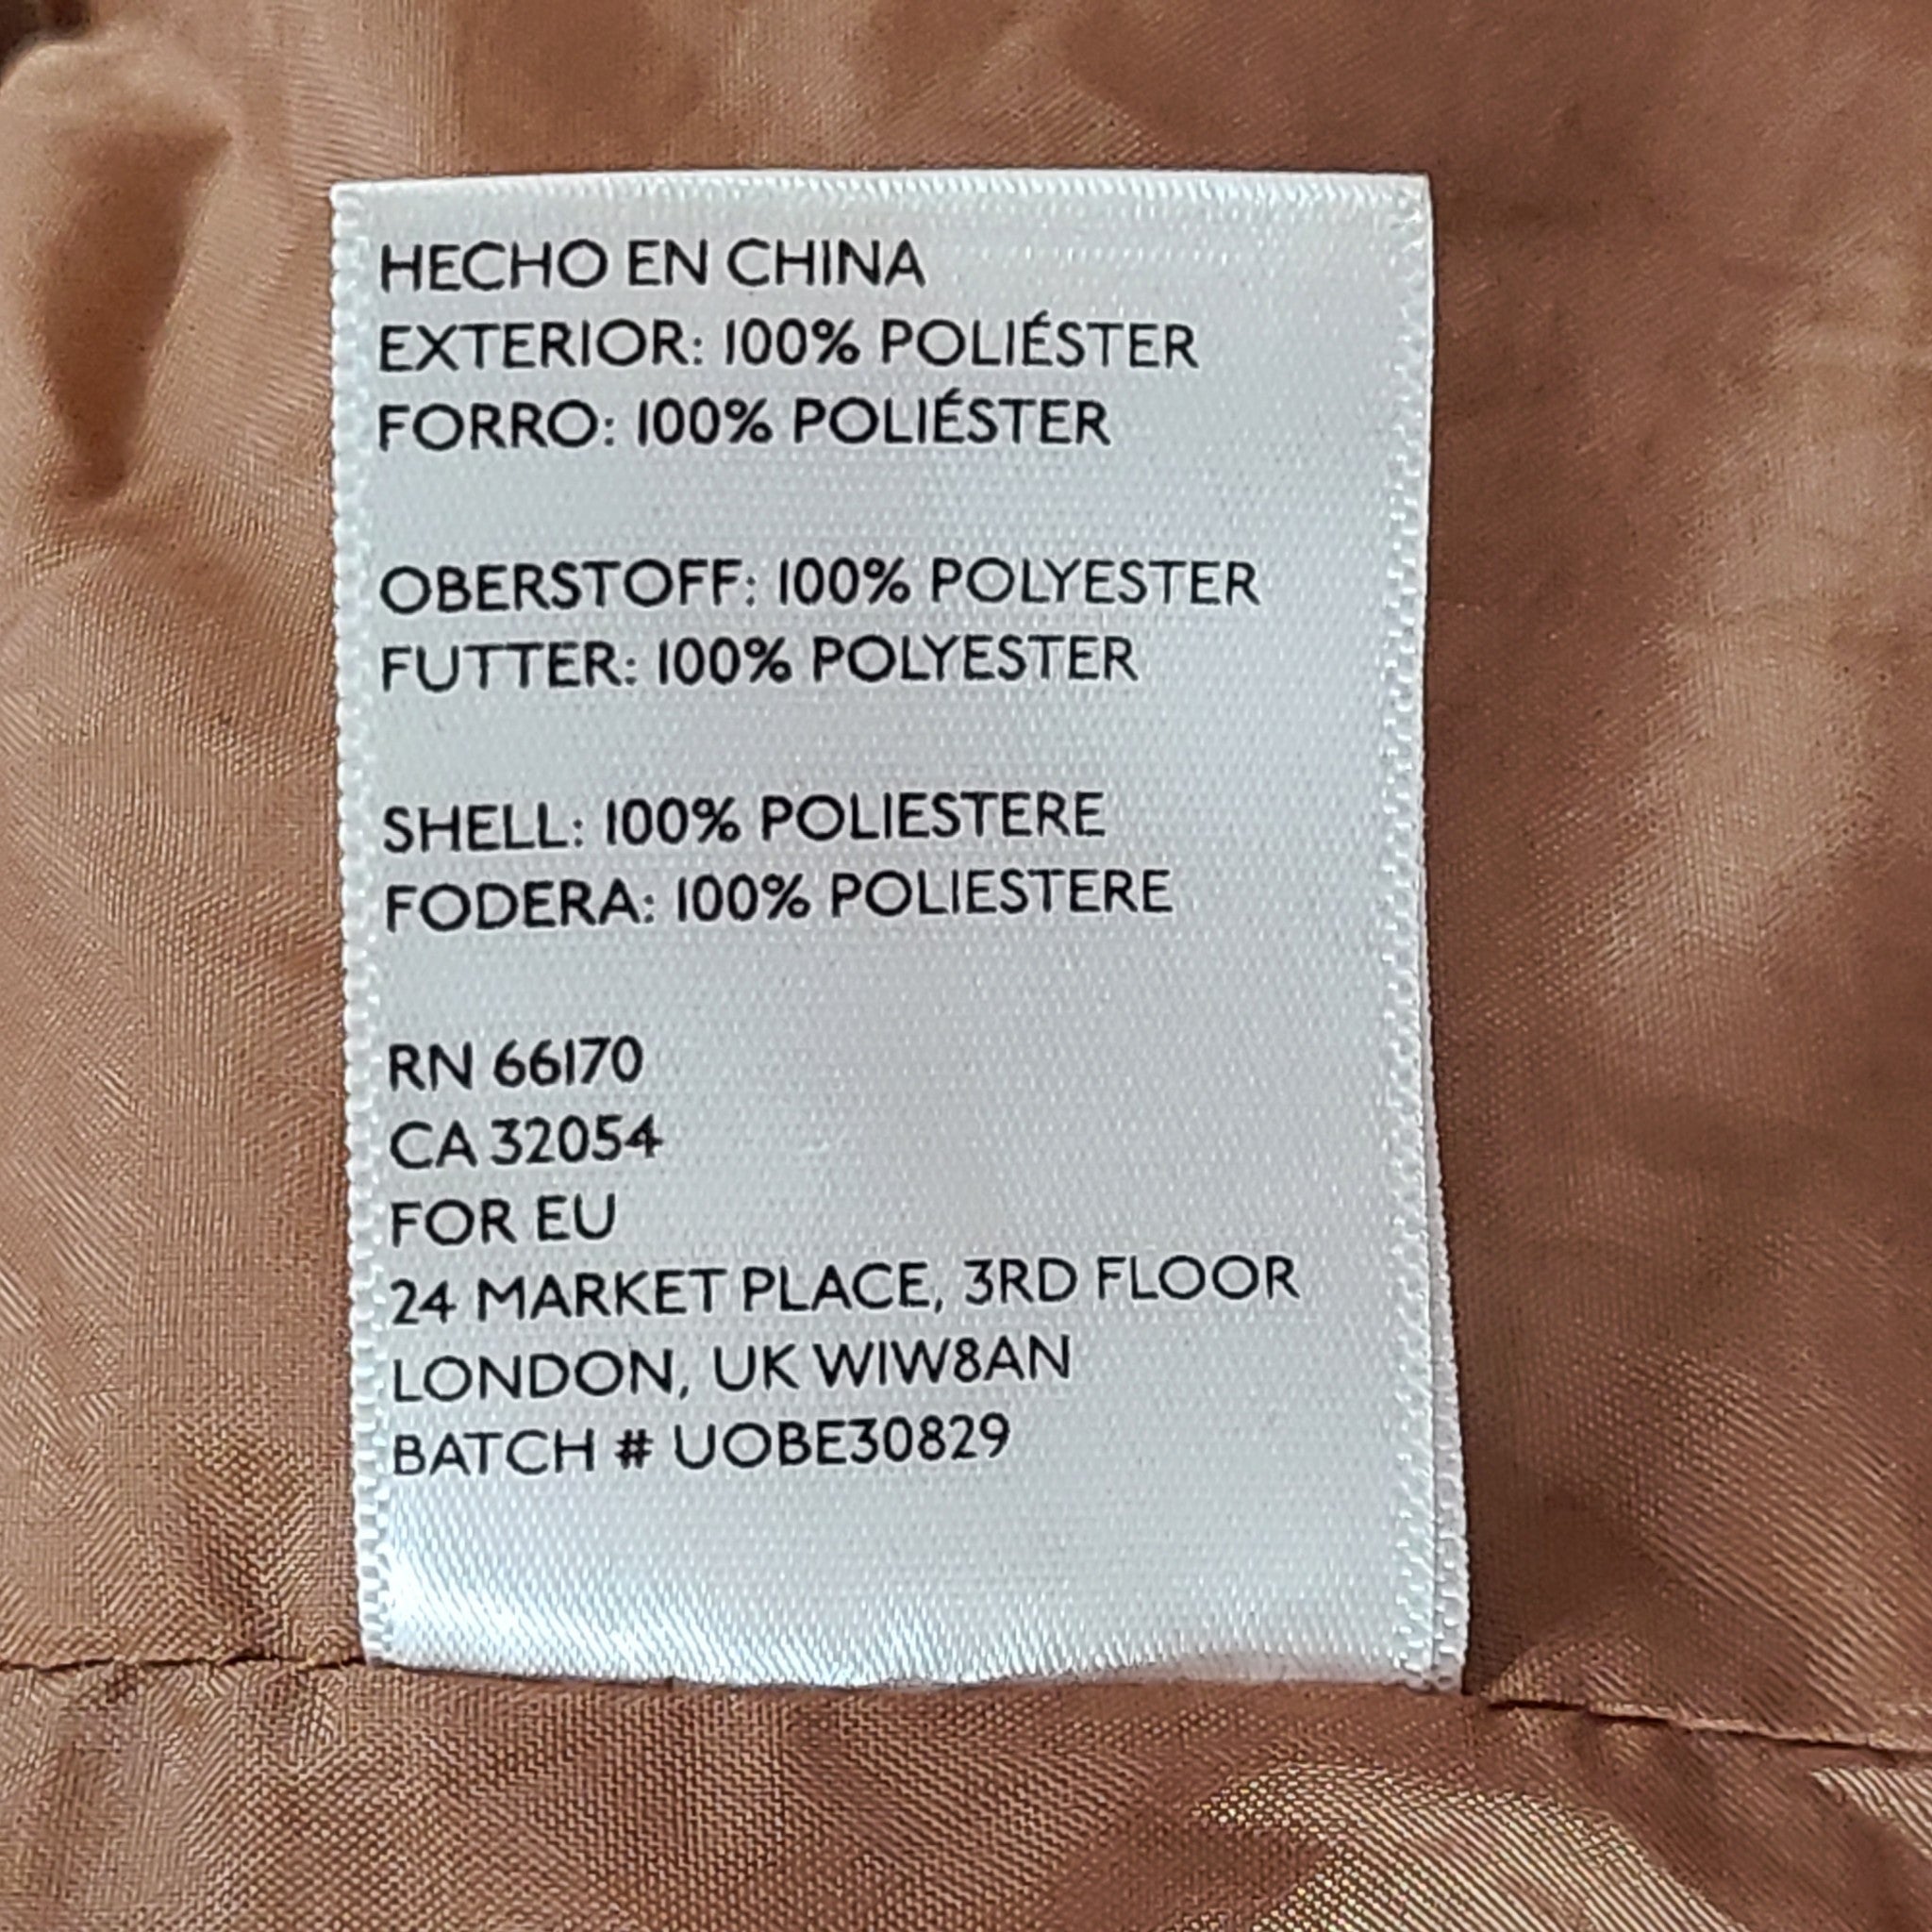 HECHO EN CHINA
EXTERIOR: 100% POLIÉSTER
FORRO: 100% POLIÉSTER
OBERSTOFF: 100% POLYESTER
FUTTER: 100% POLYESTER
SHELL: 100% POLIESTERE
FODERA: 100% POLIESTERE
RN 66170
CA 32054
FOR EU
24 MARKET PLACE, 3RD FLOOR
LONDON, UK W1W8AN
BATCH # UOBE30829